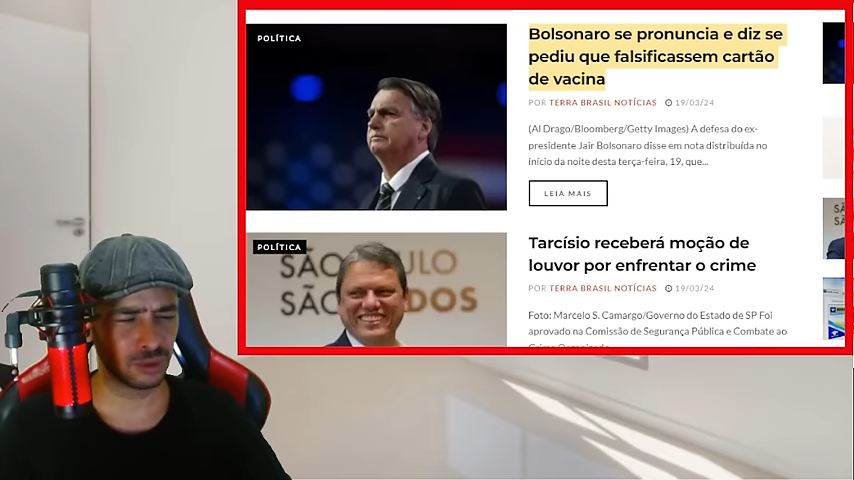 POLÍTICA
Bolsonaro se pronuncia e diz se
pediu que falsificassem cartão
de vacina
POR TERRA BRASIL NOTÍCIAS 19/03/24
(Al Drago/Bloomberg/Getty Images) A defesa do ex-
presidente Jair Bolsonaro disse em nota distribuída no
início da noite desta terça-feira, 19, que...
LEIA MAIS
POLÍTICA
SÃO
SÃO
Tarcísio receberá moção de
louvor por enfrentar o crime
POR TERRA BRASIL NOTÍCIAS 19/03/24
Foto: Marcelo S. Camargo/Governo do Estado de SP Foi
aprovado na Comissão de Segurança Pública e Combate ao